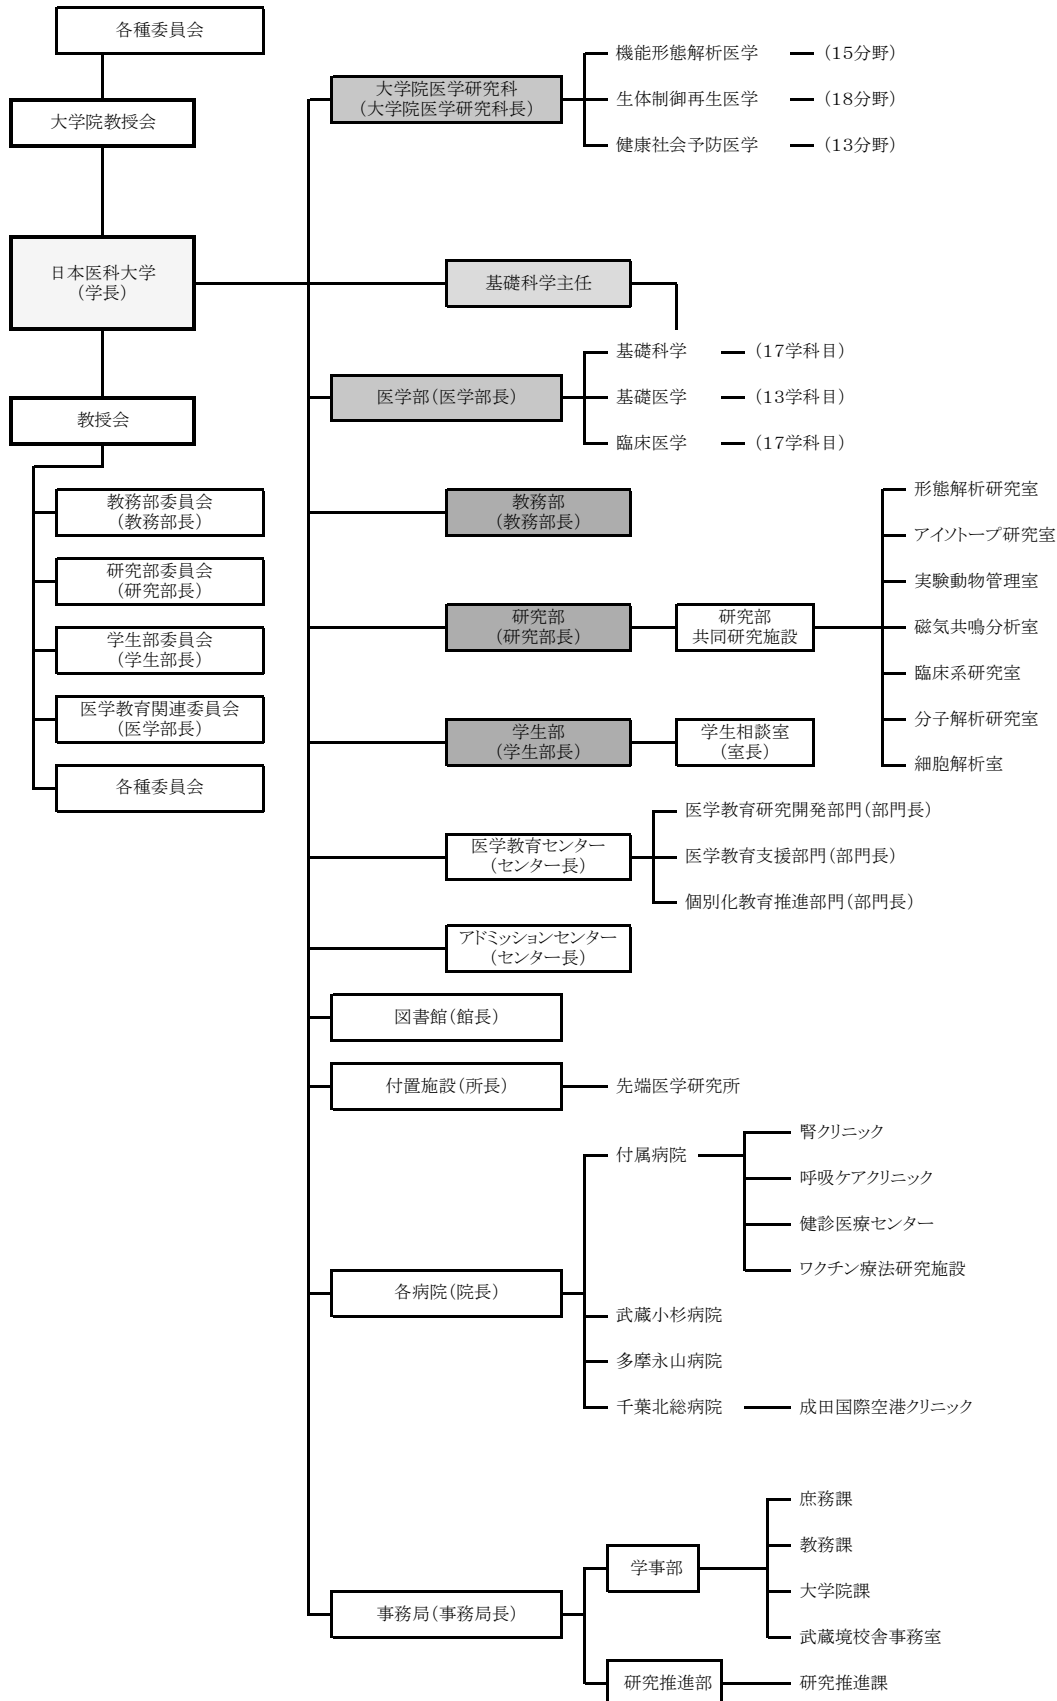 各種委員会
大学院教授会
日本医科大学
(学長)
教授会
教務部委員会
(教務部長)
研究部委員会
(研究部長)
学生部委員会
(学生部長)
医学教育関連委員会
(医学部長)
各種委員会
大学院医学研究科
(大学院医学研究科長)
機能形態解析医学 (15分野)
生体制御再生医学 (18分野)
健康社会予防医学 (13分野)
基礎科学主任
医学部(医学部長)
基礎科学 (17学科目)
基礎医学 (13学科目)
臨床医学 (17学科目)
教務部
(教務部長)
研究部
(研究部長)
研究部
共同研究施設
形態解析研究室
アイソトープ研究室
実験動物管理室
磁気共鳴分析室
臨床系研究室
分子解析研究室
細胞解析室
学生部
(学生部長)
学生相談室
(室長)
医学教育センター
(センター長)
医学教育研究開発部門(部門長)
医学教育支援部門(部門長)
個別化教育推進部門(部門長)
アドミッションセンター
(センター長)
図書館(館長)
付置施設(所長)
先端医学研究所
各病院(院長)
付属病院
腎クリニック
呼吸ケアクリニック
健診医療センター
ワクチン療法研究施設
武蔵小杉病院
多摩永山病院
千葉北総病院
成田国際空港クリニック
事務局(事務局長)
学事部
庶務課
教務課
大学院課
武蔵境校舎事務室
研究推進部
研究推進課